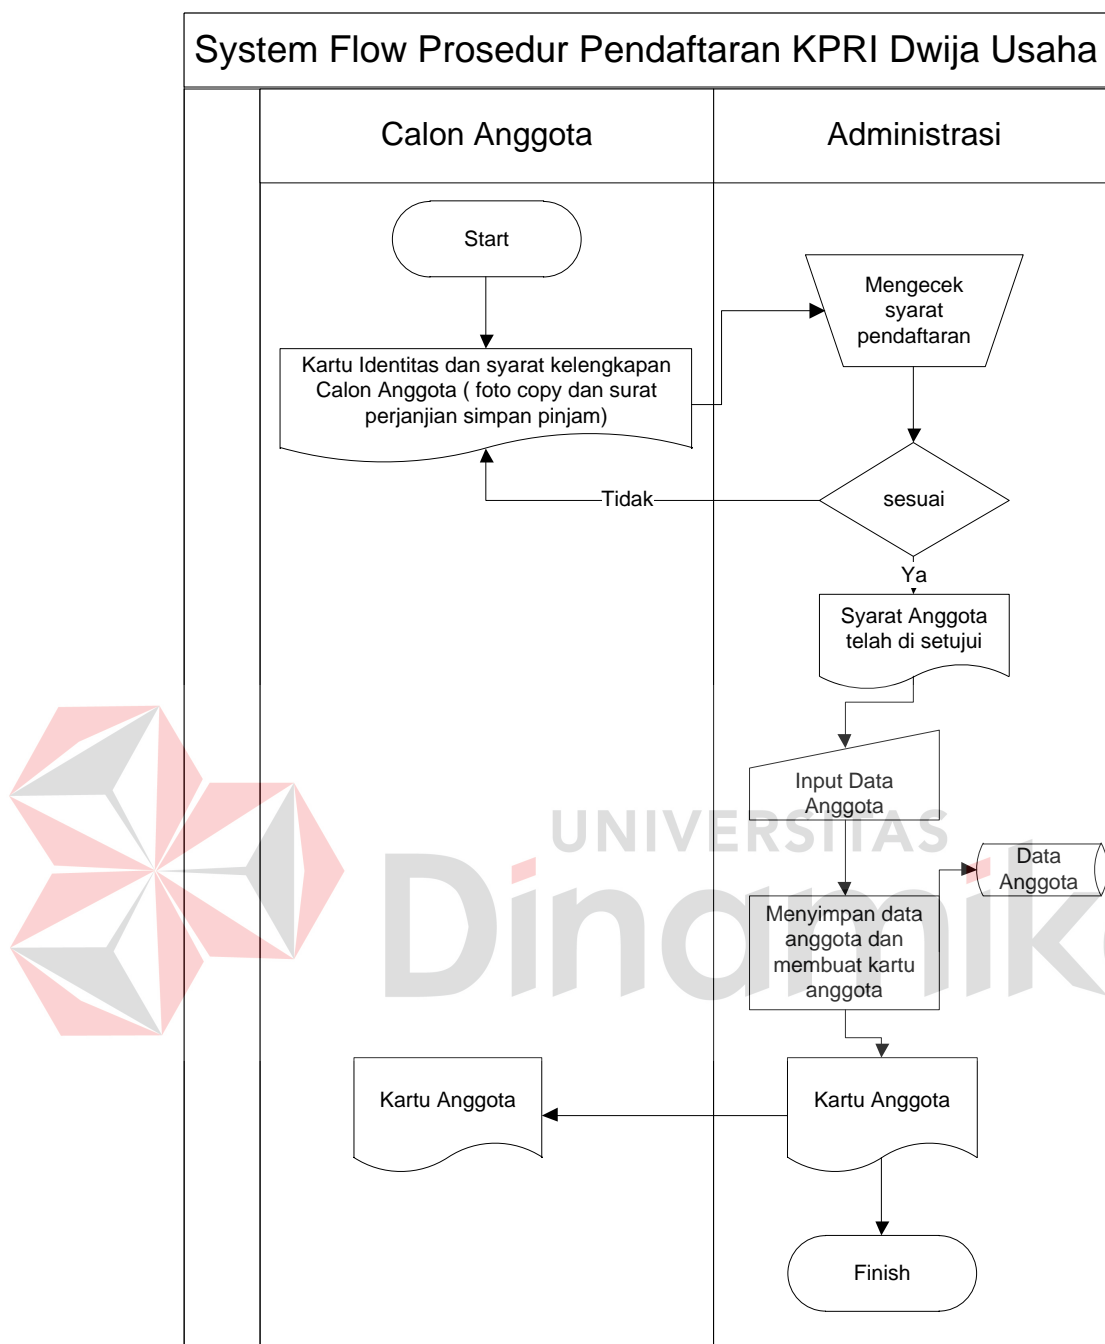 System Flow Prosedur Pendaftaran KPRI Dwija Usaha
Calon Anggota
Administrasi
Start
Mengecek
syarat
pendaftaran
Kartu Identitas dan syarat kelengkapan
Calon Anggota ( foto copy dan surat
perjanjian simpan pinjam)
Tidak
sesuai
Ya
Syarat Anggota
telah di setujui
Input Data
Anggota
UNIVERSITAS
Dinamika
Data
Anggota
Menyimpan data
anggota dan
membuat kartu
anggota
Kartu Anggota
Kartu Anggota
Finish